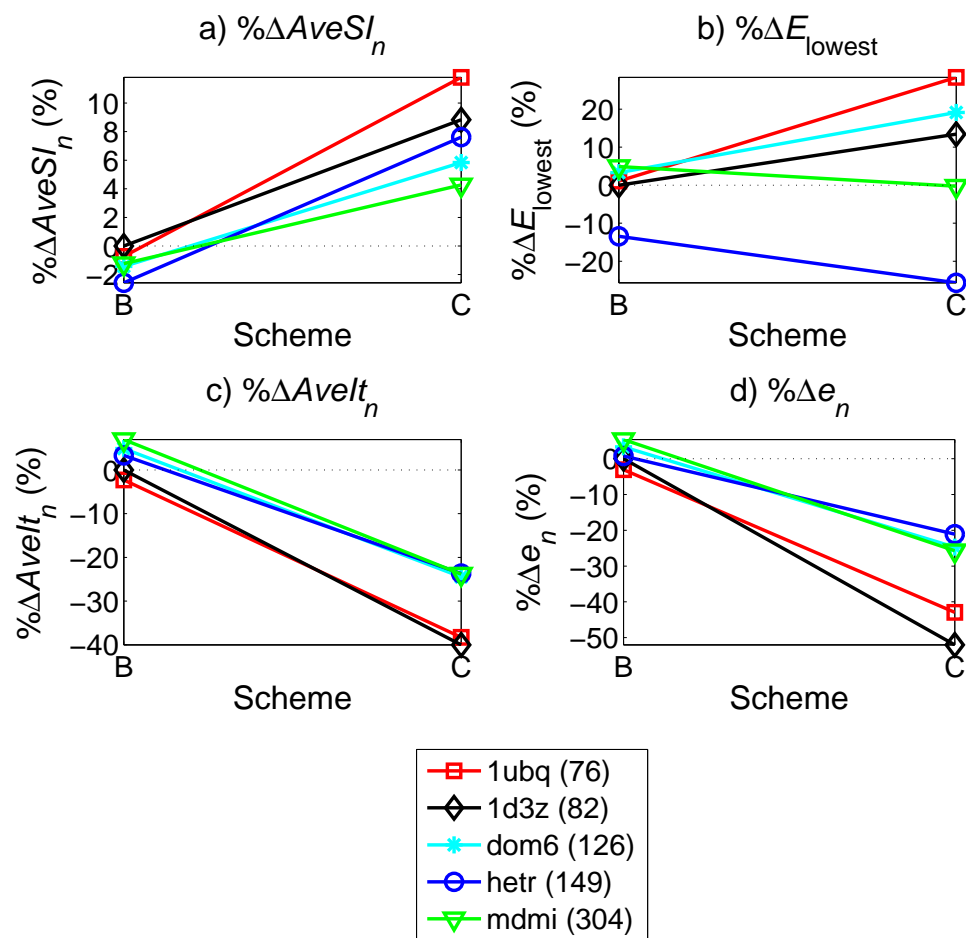 a) %ΔAveSI_n
%ΔAveSI_n (%)
10
8
6
4
2
0
−2
B
C
Scheme
b) %ΔE_lowest
%ΔE_lowest (%)
20
10
0
−10
−20
B
C
Scheme
c) %ΔAveIt_n
%ΔAveIt_n (%)
0
−10
−20
−30
−40
B
C
Scheme
d) %Δe_n
%Δe_n (%)
0
−10
−20
−30
−40
−50
B
C
Scheme
1ubq (76)
1d3z (82)
dom6 (126)
hetr (149)
mdmi (304)